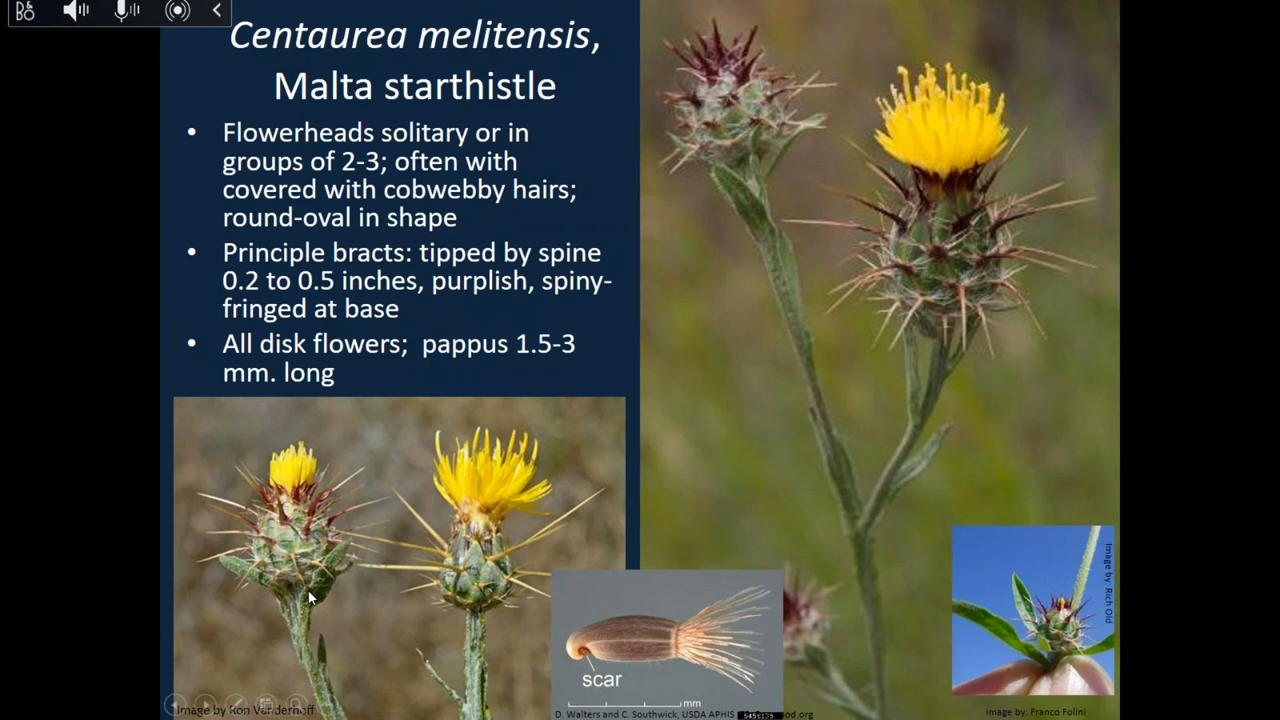 Centaurea melitensis,
Malta starthistle
• Flowerheads solitary or in
groups of 2-3; often with
covered with cobwebby hairs;
round-oval in shape
• Principle bracts: tipped by spine
0.2 to 0.5 inches, purplish, spiny-
fringed at base
• All disk flowers; pappus 1.5-3
mm. long
Image by Ron Vanderhoff
scar
mm
D. Walters and C. Southwick, USDA APHIS
Image by: Rich Old
image by: Franco Folini